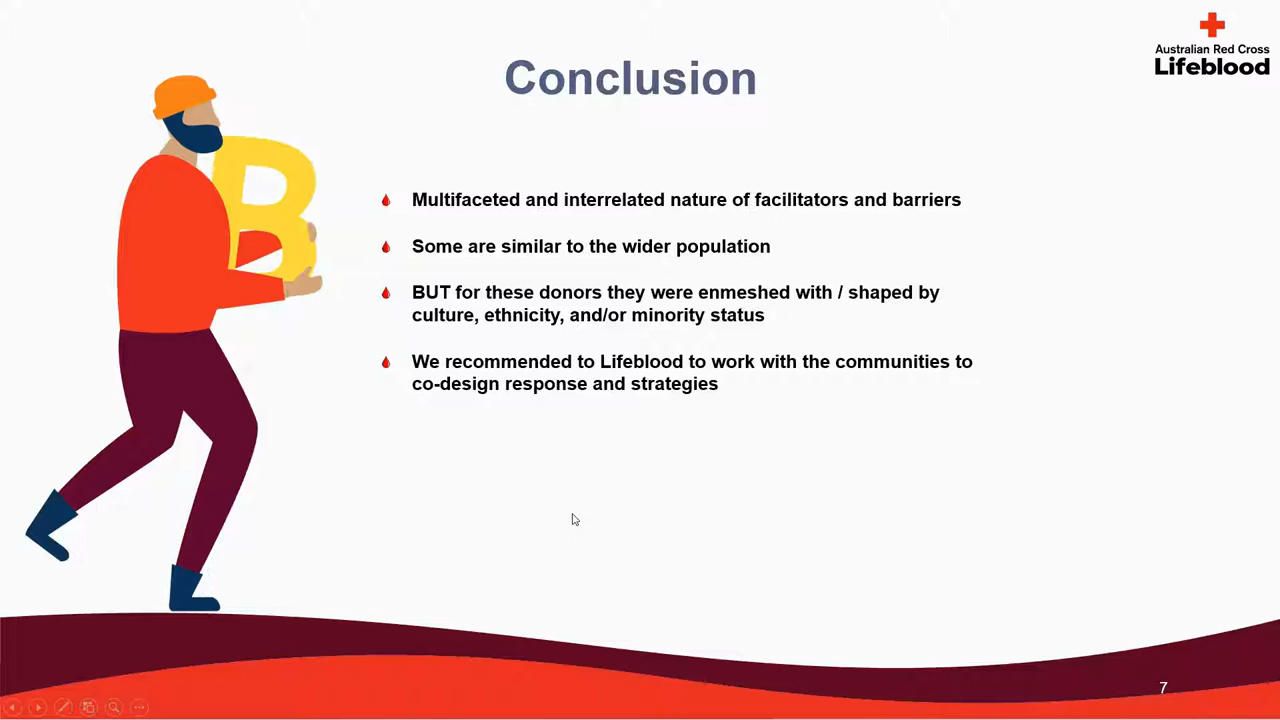 Australian Red Cross
Lifeblood
Conclusion
B
Multifaceted and interrelated nature of facilitators and barriers
Some are similar to the wider population
BUT for these donors they were enmeshed with / shaped by
culture, ethnicity, and/or minority status
We recommended to Lifeblood to work with the communities to
co-design response and strategies
7